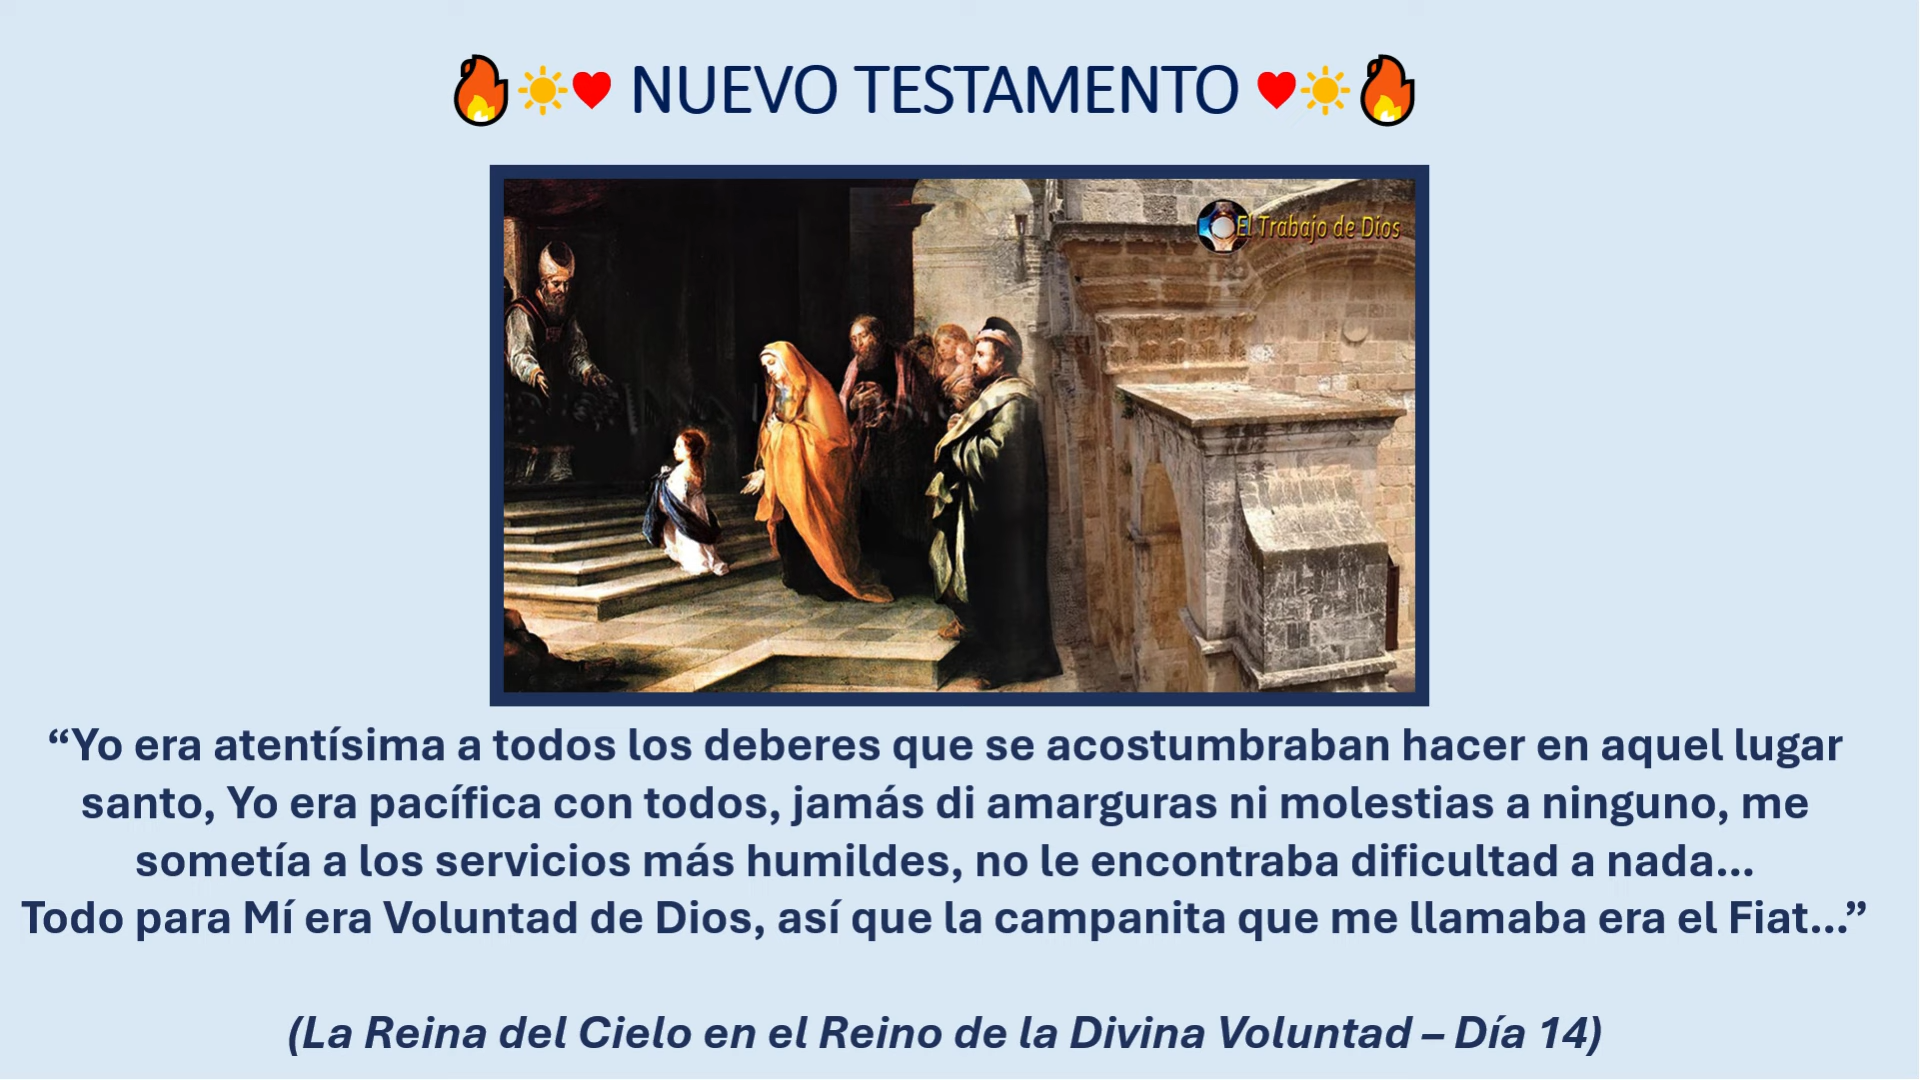 NUEVO TESTAMENTO
El Trabajo de Dios
“Yo era atentísima a todos los deberes que se acostumbraban hacer en aquel lugar
santo, Yo era pacífica con todos, jamás di amarguras ni molestias a ninguno, me
sometía a los servicios más humildes, no le encontraba dificultad a nada...
Todo para Mí era Voluntad de Dios, así que la campanita que me llamaba era el Fiat...”
(La Reina del Cielo en el Reino de la Divina Voluntad – Día 14)